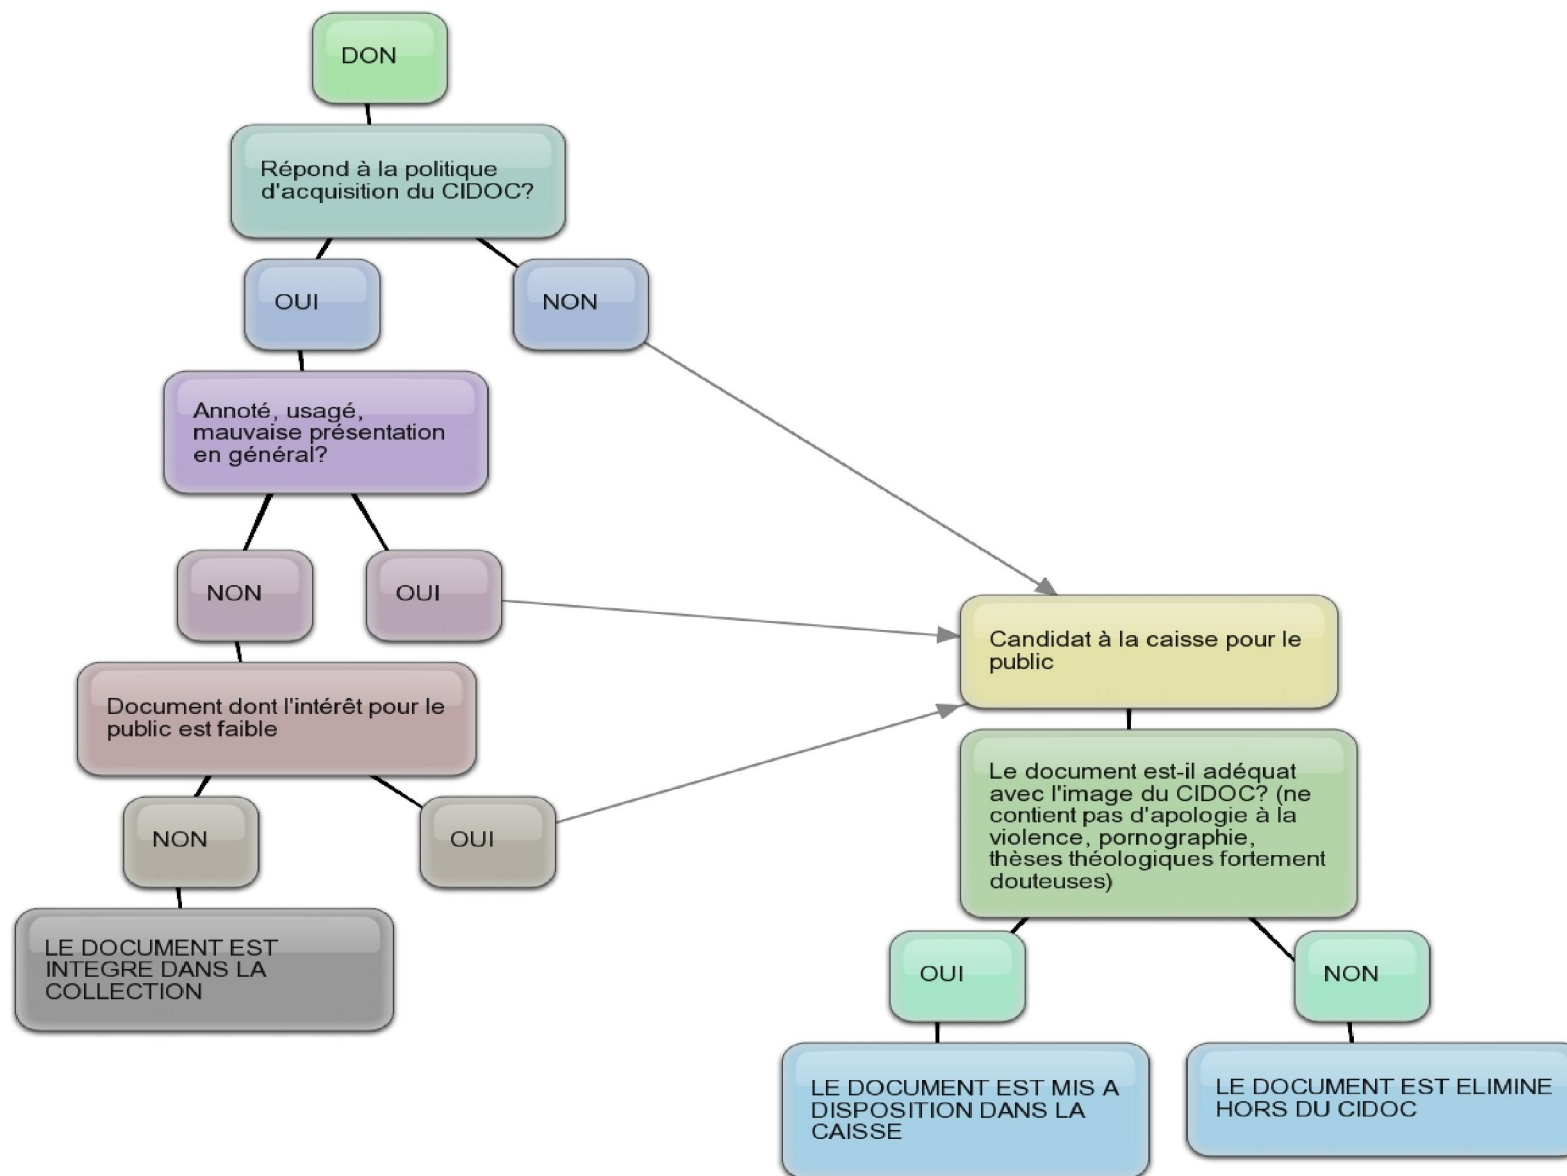 DON
Répond à la politique
d'acquisition du CIDOC?
OUI
NON
Annoté, usagé,
mauvaise présentation
en général?
NON
OUI
Document dont l'intérêt pour le
public est faible
NON
OUI
LE DOCUMENT EST
INTEGRE DANS LA
COLLECTION
Candidat à la caisse pour le
public
Le document est-il adéquat
avec l'image du CIDOC? (ne
contient pas d'apologie à la
violence, pornographie,
thèses théologiques fortement
douteuses)
OUI
NON
LE DOCUMENT EST MIS A
DISPOSITION DANS LA
CAISSE
LE DOCUMENT EST ELIMINE
HORS DU CIDOC